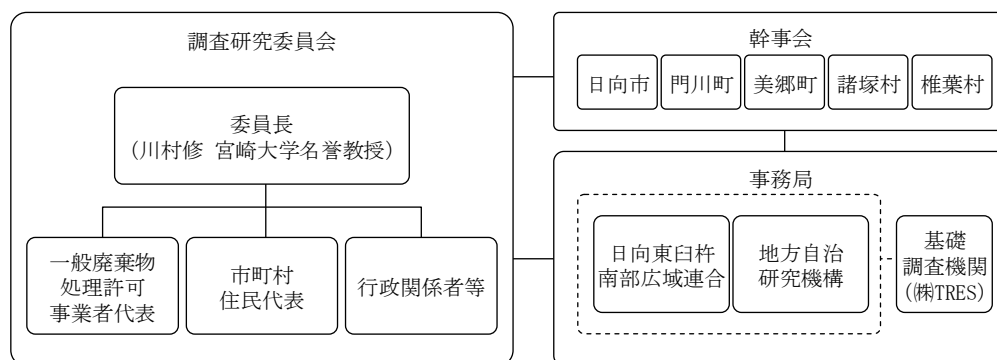 調査研究委員会
委員長
（川村修 宮崎大学名誉教授）
一般廃棄物
処理許可
事業者代表
市町村
住民代表
行政関係者等
幹事会
日向市
門川町
美郷町
諸塚村
椎葉村
事務局
日向東臼杵
南部広域連合
地方自治
研究機構
基礎
調査機関
（㈱TRES）